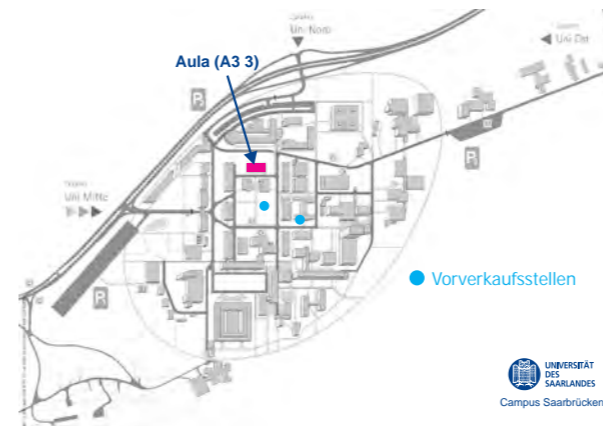 Uni Nord
Uni Ost
Aula (A3 3)
P
P
Uni Mitte
P
Vorverkaufsstellen
UNIVERSITÄT
DES
SAARLANDES
Campus Saarbrücken